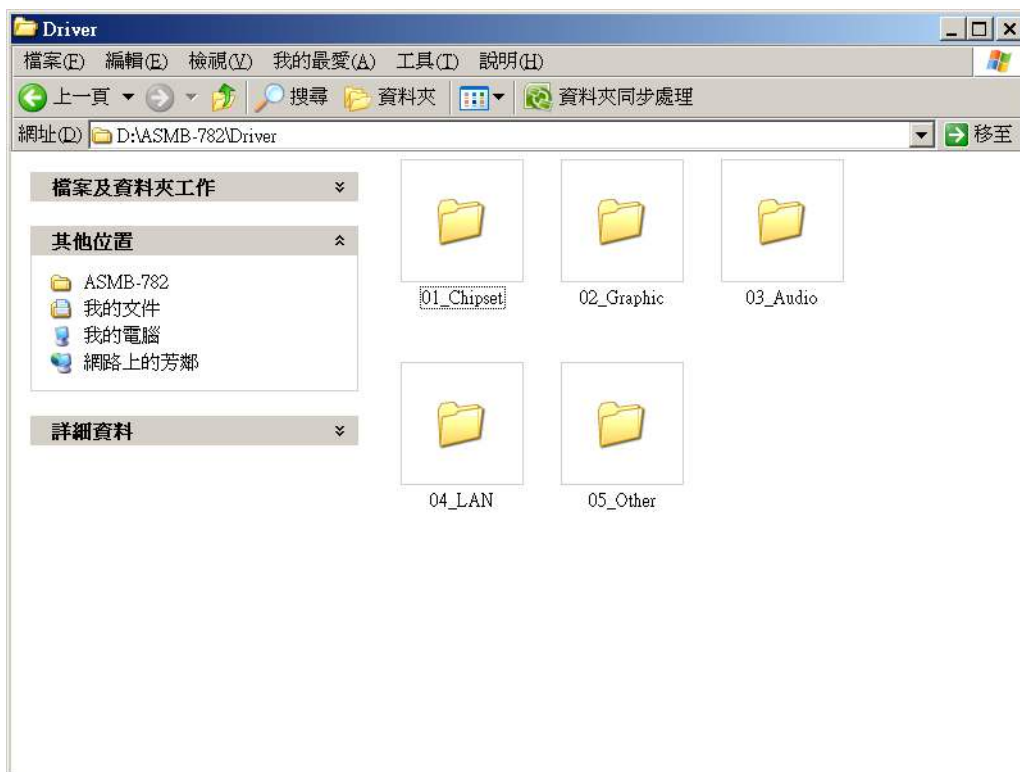 Driver
檔案(F) 編輯(E) 檢視(V) 我的最愛(A) 工具(T) 說明(H)
上一頁 搜尋 資料夾 資料夾同步處理
網址(D) D:\ASMB-782\Driver 移至
檔案及資料夾工作
其他位置
ASMB-782
我的文件
我的電腦
網路上的芳鄰
詳細資料
01_Chipset 02_Graphic 03_Audio
04_LAN 05_Other